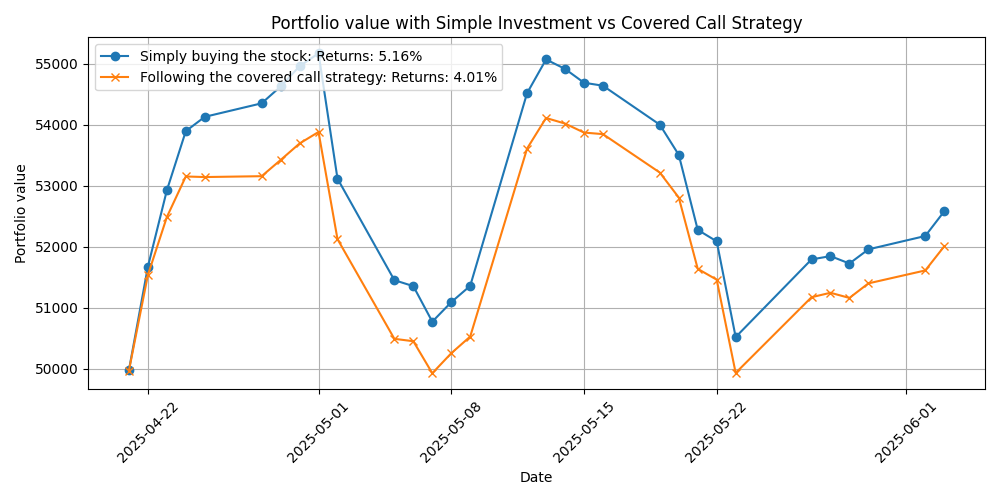 Portfolio value with Simple Investment vs Covered Call Strategy
Simply buying the stock: Returns: 5.16%
Following the covered call strategy: Returns: 4.01%
Portfolio value
55000
54000
53000
52000
51000
50000
2025-04-22
2025-05-01
2025-05-08
2025-05-15
2025-05-22
2025-06-01
Date